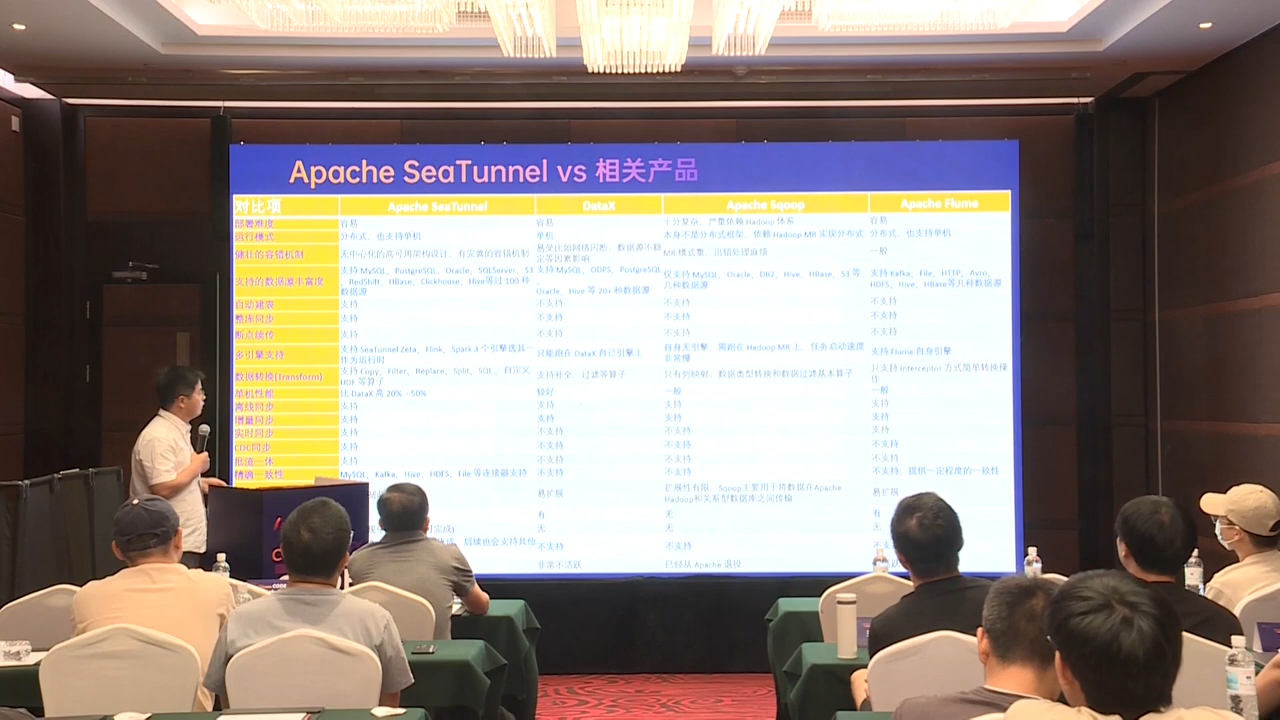 Apache SeaTunnel vs 相关产品
对比项 Apache SeaTunnel DataX Apache Sqoop Apache Flume
部署难度 容易 容易 十分复杂、严重依赖 Hadoop 体系 容易
运行模式 分布式、也支持单机 单机 本身不是分布式框架、依赖 Hadoop MR 实现分布式 分布式、也支持单机
健壮的容错机制 无中心化的高可用架构设计、有完善的容错机制 易受比如网络闪断、数据源不稳定等因素影响 MR 模式重、出错处理麻烦 一般
支持的数据源丰富度 支持 MySQL、PostgreSQL、Oracle、SQLServer、S3、RedShift、HBase、Clickhouse、Hive等过 100 种数据源 支持 MySQL、ODPS、PostgreSQL、Oracle、Hive 等 20+ 种数据源 仅支持 MySQL、Oracle、DB2、Hive、HBase、S3 等几种数据源 支持 Kafka、File、HTTP、Avro、HDFS、Hive、HBase等几种数据源
自动建表 支持 不支持 不支持 不支持
整库同步 支持 不支持 不支持 不支持
断点续传 支持 不支持 不支持 不支持
多引擎支持 支持 SeaTunnel Zeta、Flink、Spark 3 个引擎选其一作为运行时 只能跑在 DataX 自己引擎上 自身无引擎、需跑在 Hadoop MR 上、任务启动速度非常慢 支持 Flume 自身引擎
数据转换(Transform) 支持 Copy、Filter、Replace、Split、SQL 、自定义 UDF 等算子 支持补全、过滤等算子 只有列映射、数据类型转换和数据过滤基本算子 只支持 Interceptor 方式简单转换操作
单机性能 比 DataX 高 20% - 50% 较好 一般 一般
离线同步 支持 支持 支持 支持
增量同步 支持 支持 支持 支持
实时同步 支持 不支持 不支持 支持
CDC同步 支持 不支持 不支持 不支持
批流一体 支持 不支持 不支持 不支持
精确一致性 MySQL、Kafka、Hive、HDFS、File 等连接器支持 不支持 不支持 不支持、提供一定程度的一致性
易扩展 扩展性有限、Sqoop主要用于将数据在Apache Hadoop和关系型数据库之间传输 易扩展
有 无 有
完成) 无 无 无
后续也会支持其他 不支持 不支持
非常不活跃 已经从 Apache 退役